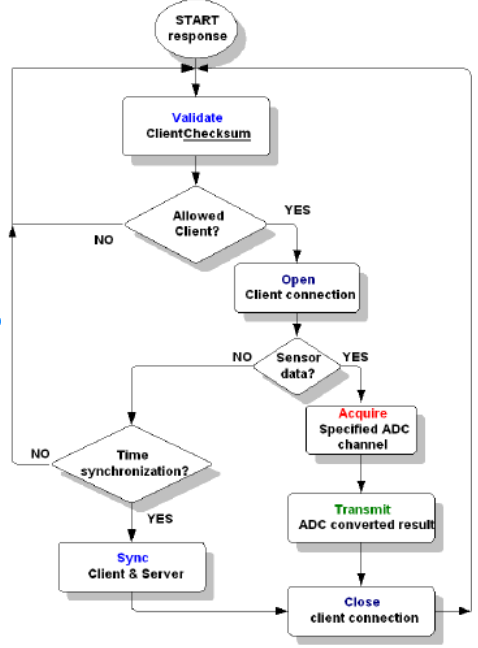 START
response
Validate
ClientChecksum
Allowed
Client?
YES
NO
Open
Client connection
NO
Sensor
data?
YES
Acquire
Specified ADC
channel
NO
Time
synchronization?
YES
Transmit
ADC converted result
Sync
Client & Server
Close
client connection